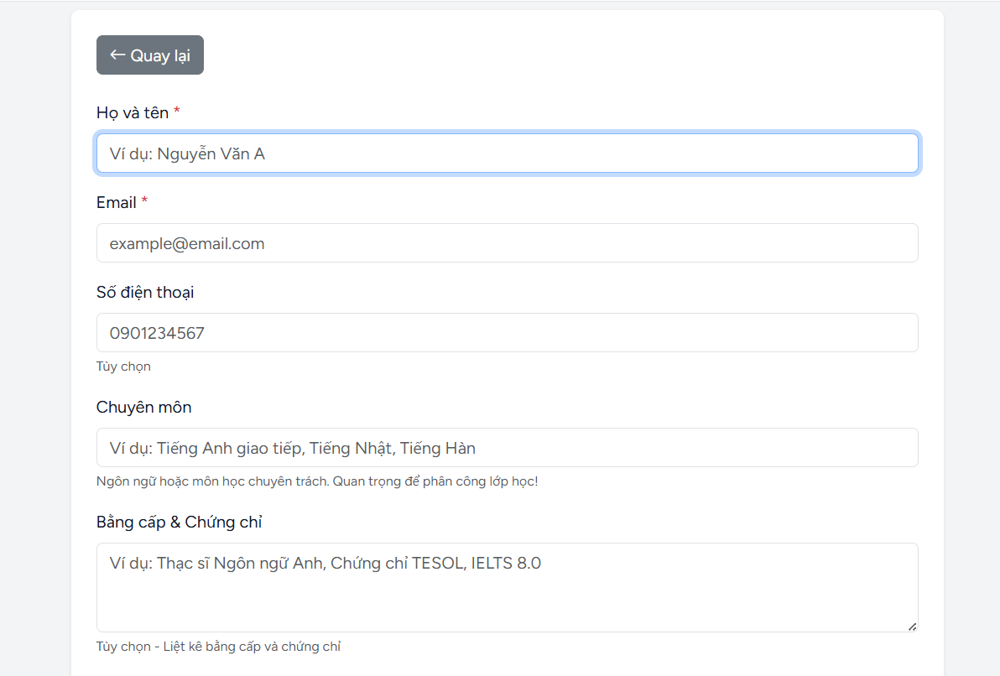 ← Quay lại
Họ và tên *
Ví dụ: Nguyễn Văn A
Email *
example@email.com
Số điện thoại
0901234567
Tùy chọn
Chuyên môn
Ví dụ: Tiếng Anh giao tiếp, Tiếng Nhật, Tiếng Hàn
Ngôn ngữ hoặc môn học chuyên trách. Quan trọng để phân công lớp học!
Bằng cấp & Chứng chỉ
Ví dụ: Thạc sĩ Ngôn ngữ Anh, Chứng chỉ TESOL, IELTS 8.0
Tùy chọn - Liệt kê bằng cấp và chứng chỉ